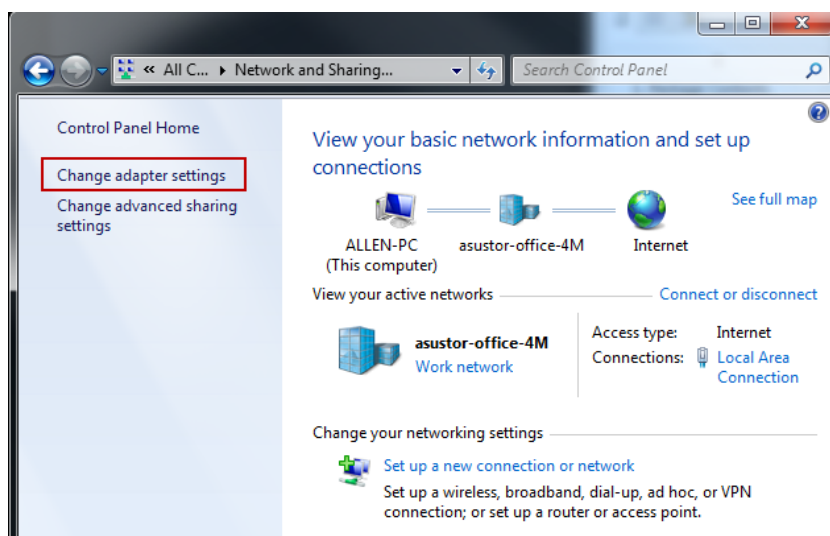 « All C... ▸ Network and Sharing...
Search Control Panel
Control Panel Home
Change adapter settings
Change advanced sharing
settings
View your basic network information and set up
connections
See full map
ALLEN-PC
(This computer)
asustor-office-4M
Internet
View your active networks
Connect or disconnect
asustor-office-4M
Work network
Access type: Internet
Connections: Local Area
Connection
Change your networking settings
Set up a new connection or network
Set up a wireless, broadband, dial-up, ad hoc, or VPN
connection; or set up a router or access point.